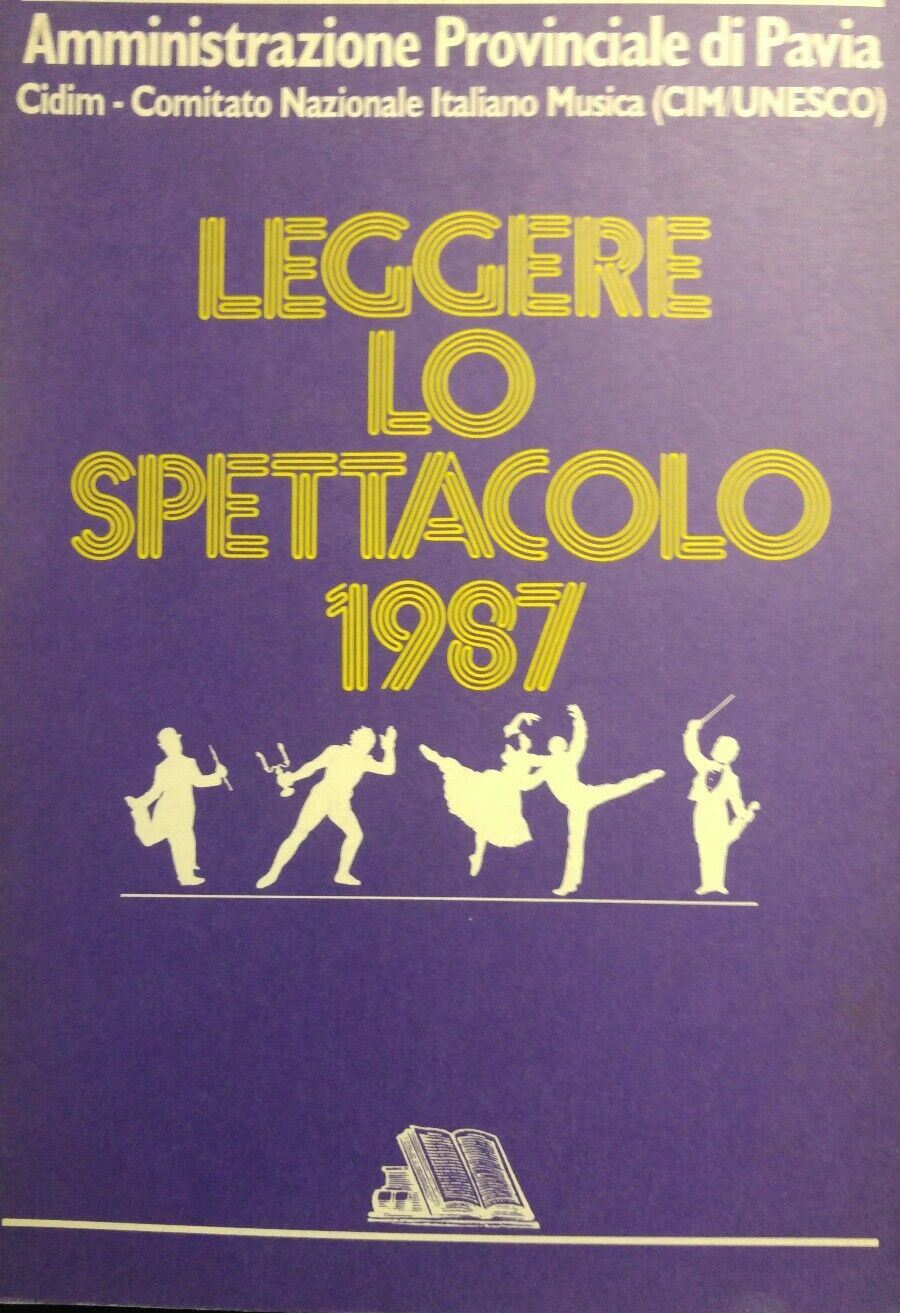 Amministrazione Provinciale di Pavia
Cidim - Comitato Nazionale Italiano Musica (CIM/UNESCO)
LEGGERE
LO
SPETTACOLO
1987